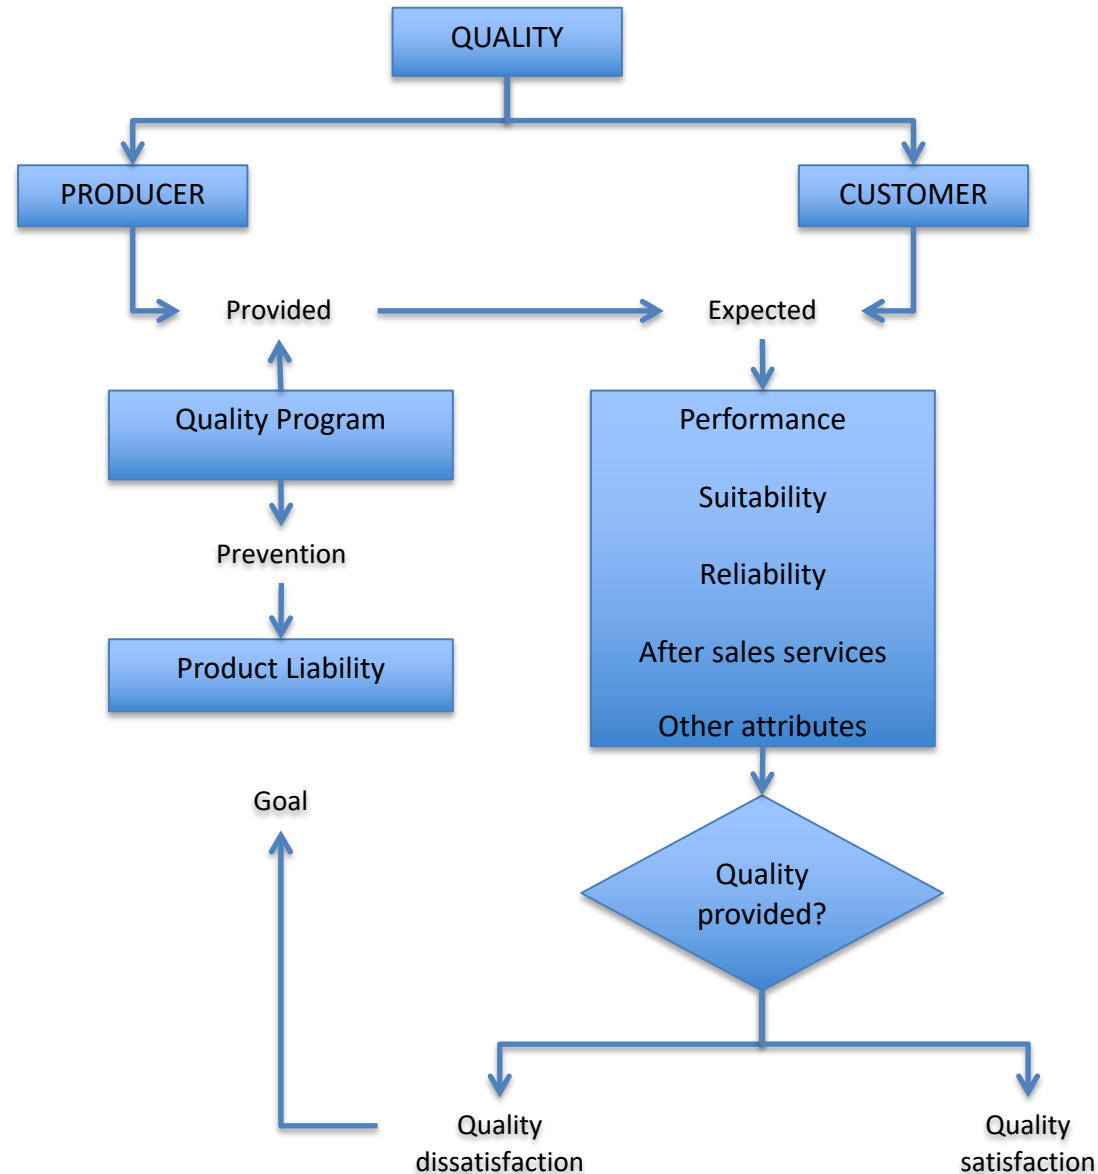 QUALITY
PRODUCER
CUSTOMER
Provided
Expected
Quality Program
Prevention
Product Liability
Goal
Performance
Suitability
Reliability
After sales services
Other attributes
Quality
provided?
Quality
dissatisfaction
Quality
satisfaction